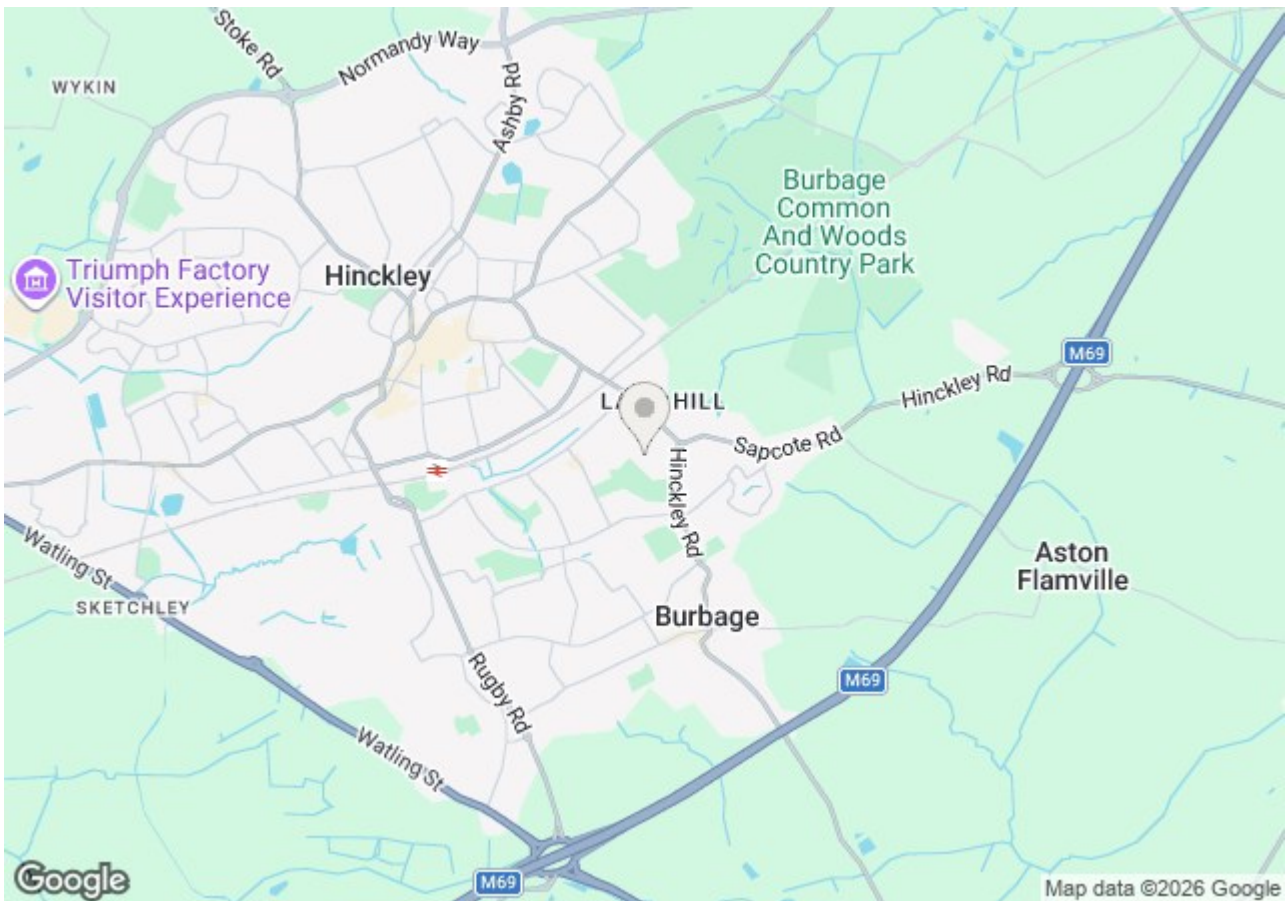 Stoke Rd
Normandy Way
WYKIN
Ashby Rd
Burbage
Common
And Woods
Country Park
Triumph Factory
Visitor Experience
Hinckley
M69
Hinckley Rd
HILL
Sapcote Rd
Hinckley Rd
Watling St
Aston
Flamville
SKETCHLEY
Burbage
Rugby Rd
M69
Watling St
M69
Google
Map data ©2026 Google